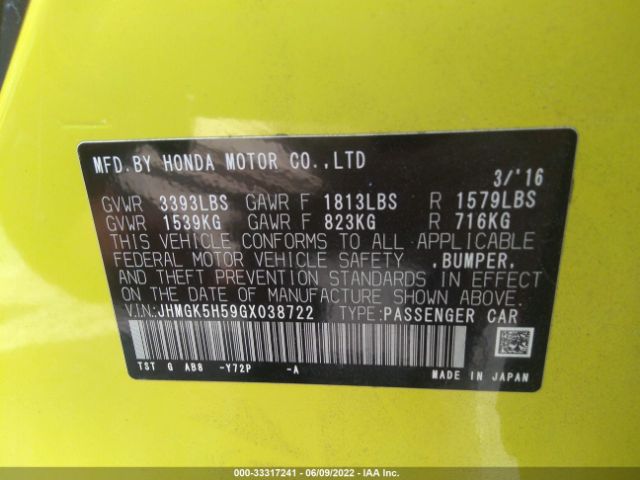 MFD.BY HONDA MOTOR CO.,LTD 3/'16
GVWR 3393LBS GAWR F 1813LBS R 1579LBS
GVWR 1539KG GAWR F 823KG R 716KG
THIS VEHICLE CONFORMS TO ALL APPLICABLE
FEDERAL MOTOR VEHICLE SAFETY ,BUMPER,
AND THEFT PREVENTION STANDARDS IN EFFECT
ON THE DATE OF MANUFACTURE SHOWN ABOVE.
V.I.N:JHMGK5H59GX038722 TYPE:PASSENGER CAR
TST G AB8 -Y72P -A
MADE IN JAPAN
000-33317241 | 06/09/2022 - IAA Inc.